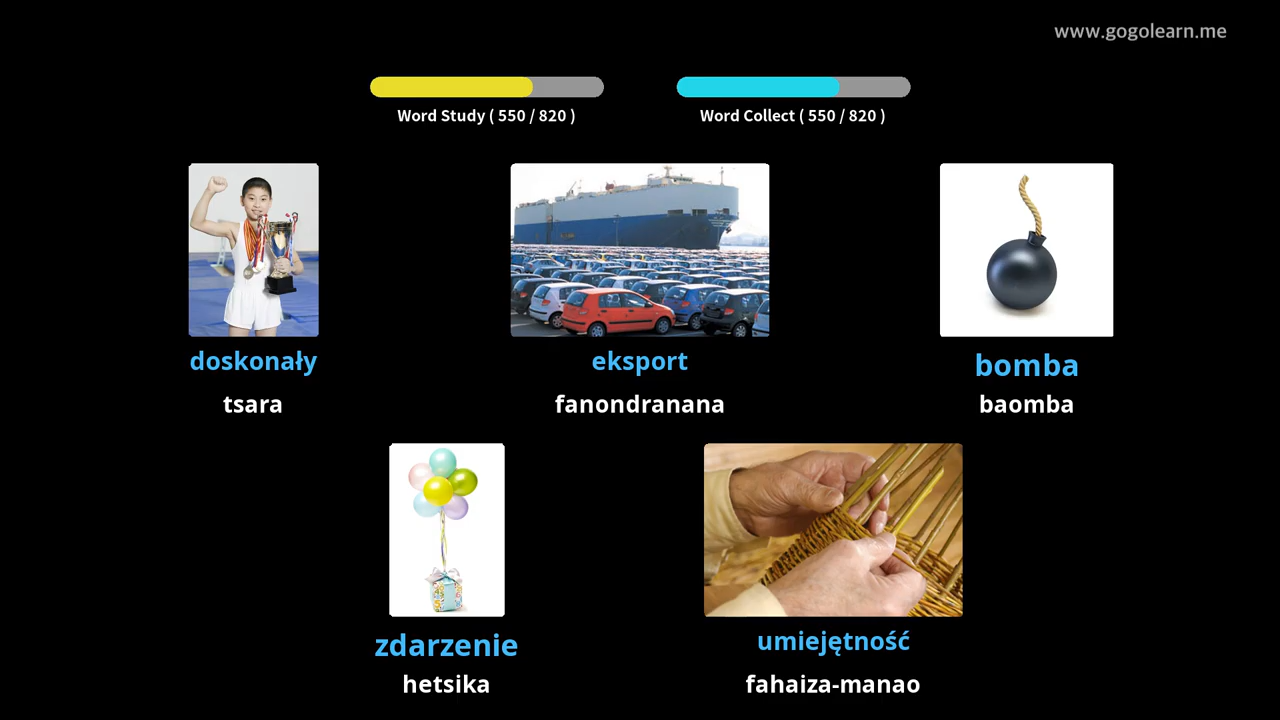 www.gogolearn.me
Word Study ( 550 / 820 )
Word Collect ( 550 / 820 )
doskonały
tsara
eksport
fanondranana
bomba
baomba
zdarzenie
hetsika
umiejętność
fahaiza-manao